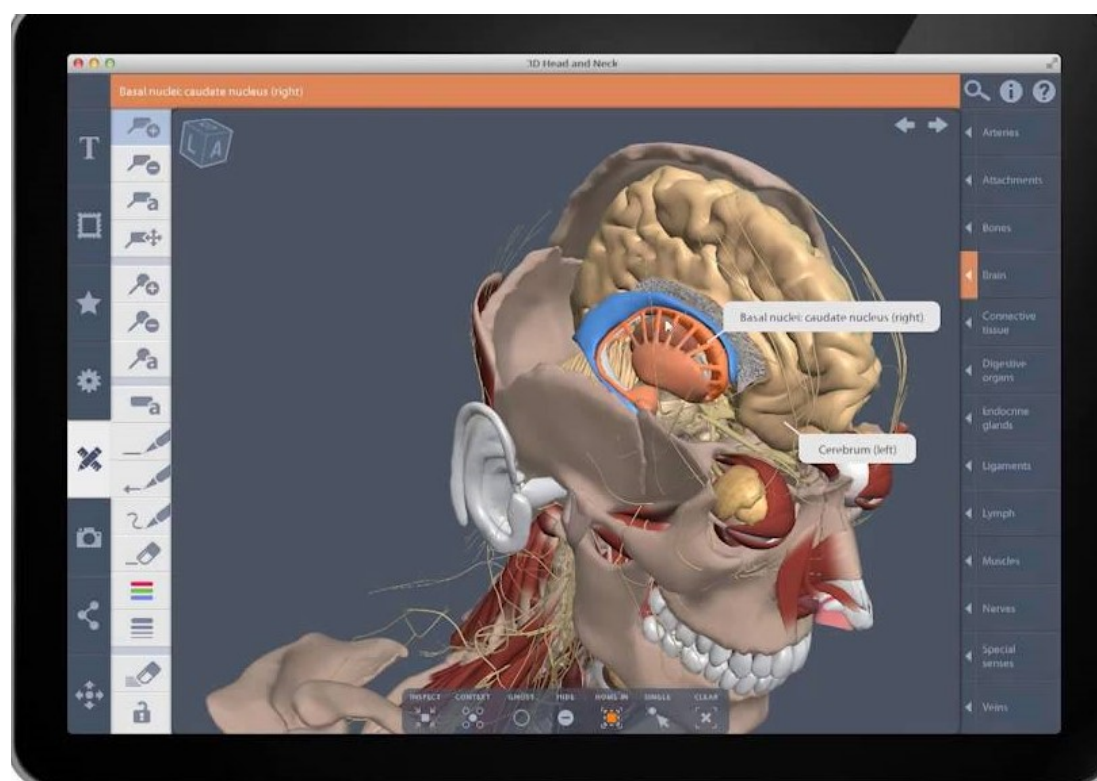 3D Head and Neck
Basal nuclei: caudate nucleus (right)
T
a
a
a
L A
Basal nuclei: caudate nucleus (right)
Cerebrum (left)
Arteries
Attachments
Bones
Brain
Connective
tissue
Digestive
organs
Endocrine
glands
Ligaments
Lymph
Muscles
Nerves
Special
senses
Veins
INSPECT CONTEXT GHOST HIDE HOME IN SINGLE CLEAR